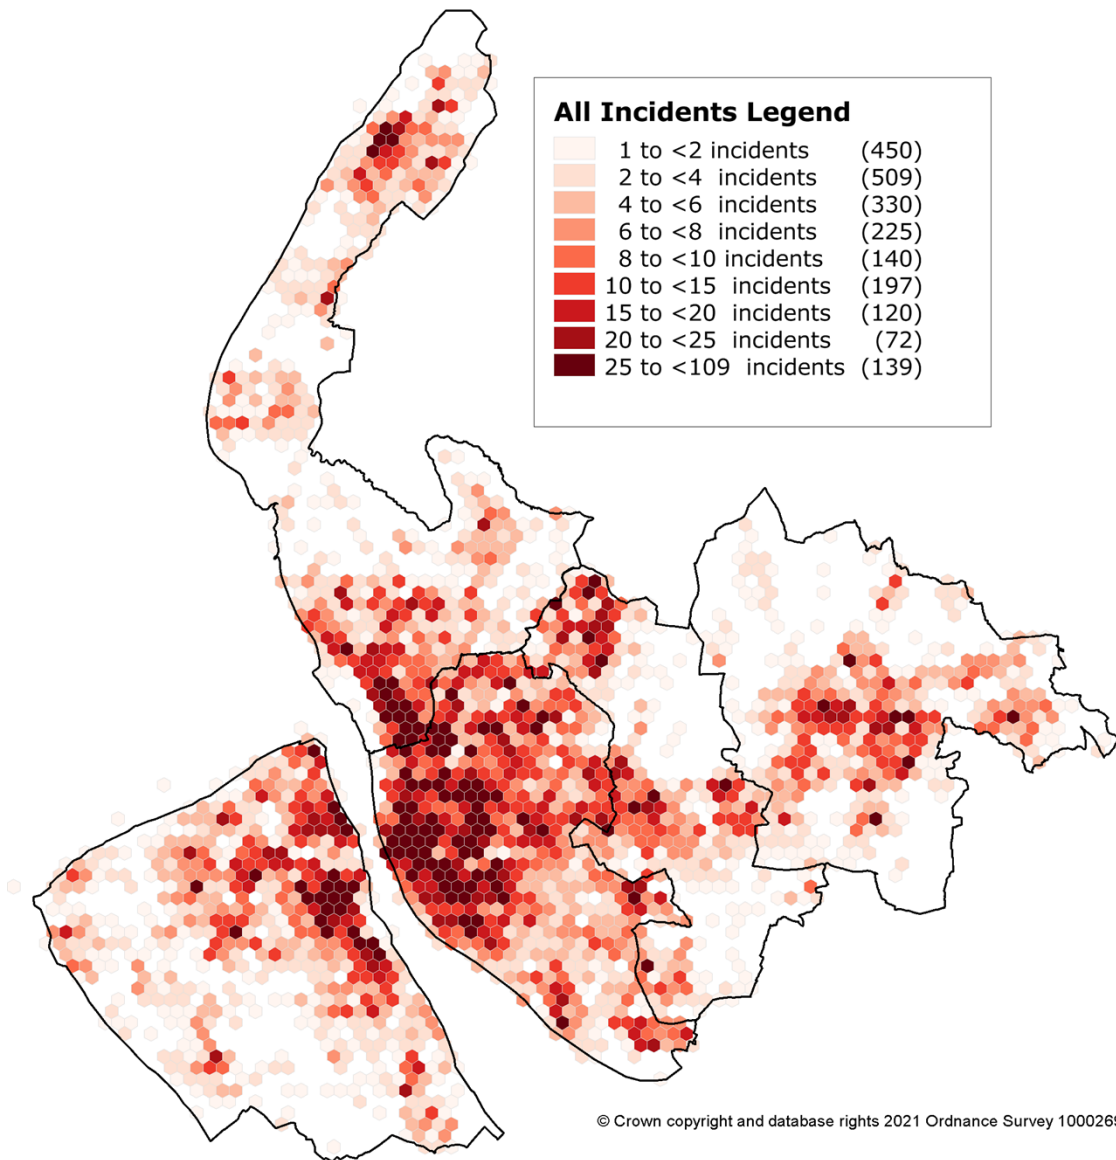 All Incidents Legend
1 to <2 incidents (450)
2 to <4 incidents (509)
4 to <6 incidents (330)
6 to <8 incidents (225)
8 to <10 incidents (140)
10 to <15 incidents (197)
15 to <20 incidents (120)
20 to <25 incidents (72)
25 to <109 incidents (139)
© Crown copyright and database rights 2021 Ordnance Survey 1000269